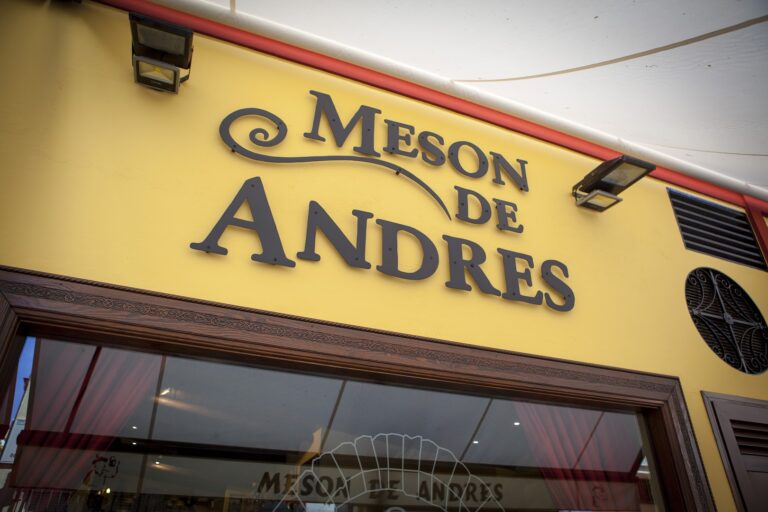 MESON
DE
ANDRES
MESON DE ANDRES